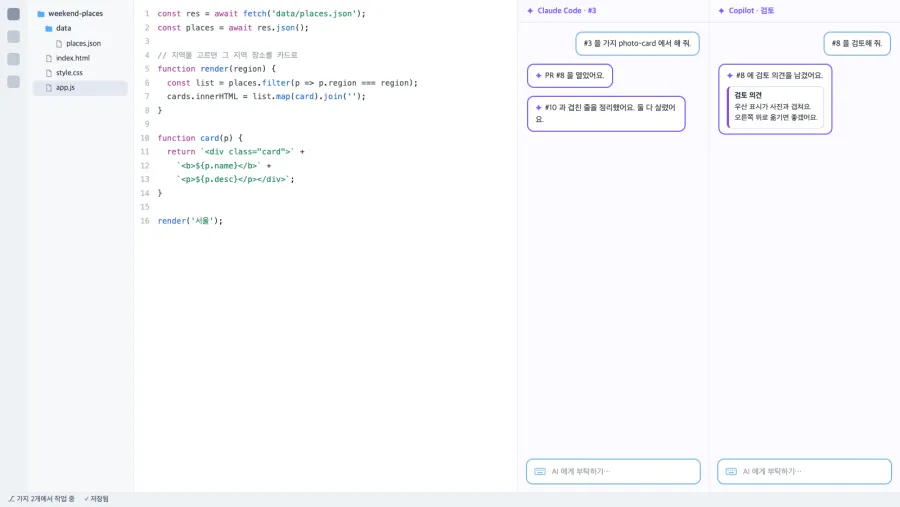 weekend-places
data
places.json
index.html
style.css
app.js
1 const res = await fetch('data/places.json');
2 const places = await res.json();
3
4 // 지역을 고르면 그 지역 장소를 카드로
5 function render(region) {
6 const list = places.filter(p => p.region === region);
7 cards.innerHTML = list.map(card).join('');
8 }
9
10 function card(p) {
11 return `<div class="card">` +
12 `<b>${p.name}</b>` +
13 `<p>${p.desc}</p></div>`;
14 }
15
16 render('서울');
Claude Code · #3
#3 을 가지 photo-card 에서 해 줘.
PR #8 을 열었어요.
#10 과 겹친 줄을 정리했어요. 둘 다 살렸어
요.
AI 에게 부탁하기…
Copilot · 검토
#8 을 검토해 줘.
#8 에 검토 의견을 남겼어요.
검토 의견
우산 표시가 사진과 겹쳐요.
오른쪽 위로 옮기면 좋겠어요.
AI 에게 부탁하기…
가지 2개에서 작업 중 ✓ 저장됨